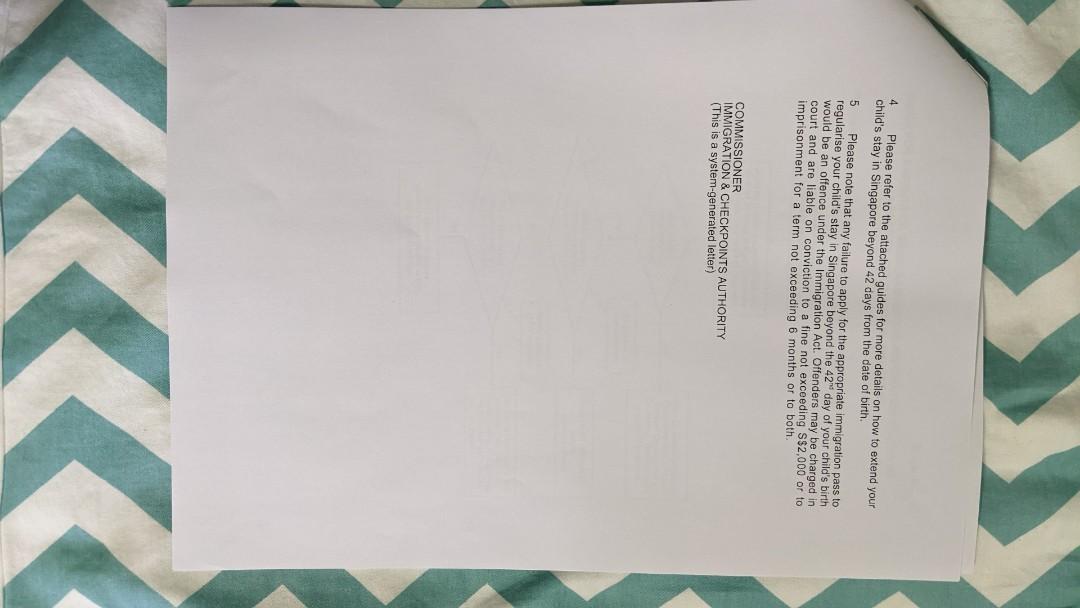 4 Please refer to the attached guides for more details on how to extend your
child's stay in Singapore beyond 42 days from the date of birth.
5 Please note that any failure to apply for the appropriate immigration pass to
regularise your child's stay in Singapore beyond the 42nd day of your child's birth
would be an offence under the Immigration Act. Offenders may be charged in
court and are liable on conviction to a fine not exceeding S$2,000 or to
imprisonment for a term not exceeding 6 months or to both.
COMMISSIONER
IMMIGRATION & CHECKPOINTS AUTHORITY
(This is a system-generated letter)